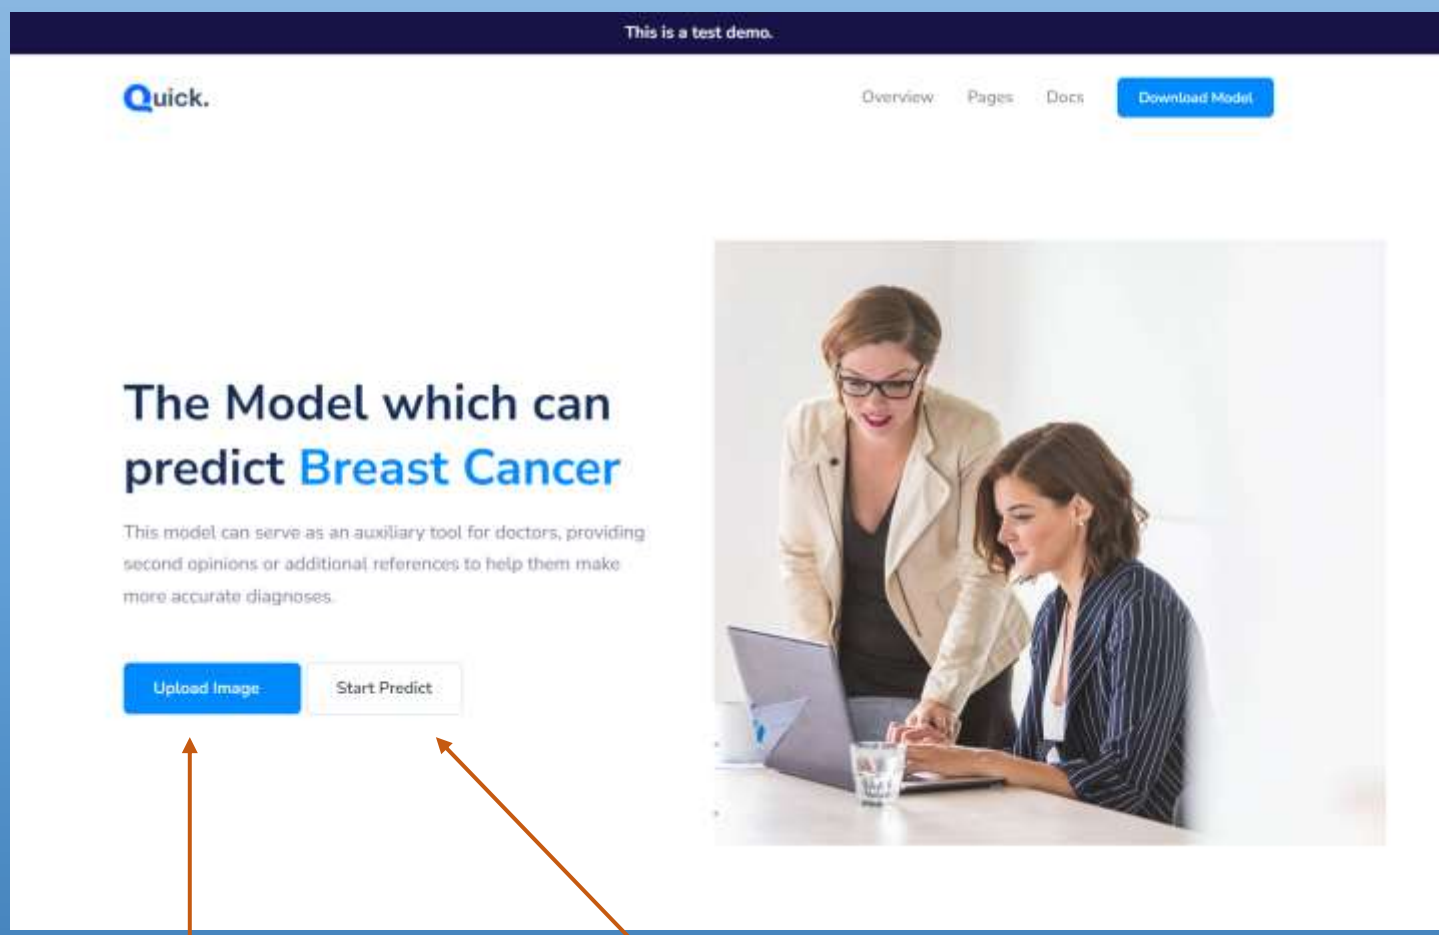 This is a test demo.
Quick.
Overview Pages Docs Download Model
The Model which can
predict Breast Cancer
This model can serve as an auxiliary tool for doctors, providing
second opinions or additional references to help them make
more accurate diagnoses.
Upload Image Start Predict